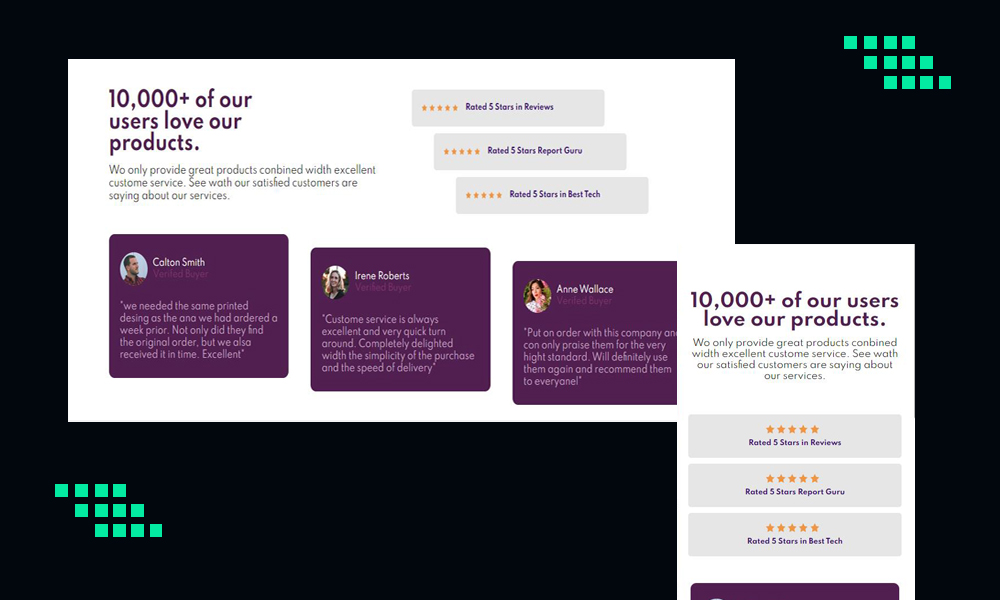 10,000+ of our
users love our
products.
We only provide great products conbined width excellent
custome service. See wath our satisfied customers are
saying about our services.
Rated 5 Stars in Reviews
Rated 5 Stars Report Guru
Rated 5 Stars in Best Tech
Calton Smith
Verifed Buyer
"we needed the same printed
desing as the ana we had ardered a
week prior. Not only did they find
the original order, but we alsa
received it in time. Excellent"
Irene Roberts
Verifed Buyer
"Custome service is always
excellent and very quick turn
around. Completely delighted
width the simplicity of the purchase
and the speed of delivery"
Anne Wallace
Verifed Buyer
"Put on order with this company an
con only praise them for the very
hight standard. Will definitely use
them again and recommend them
to everyanel"
10,000+ of our users
love our products.
We only provide great products conbined
width excellent custome service. See wath
our satisfied customers are saying about
our services.
Rated 5 Stars in Reviews
Rated 5 Stars Report Guru
Rated 5 Stars in Best Tech